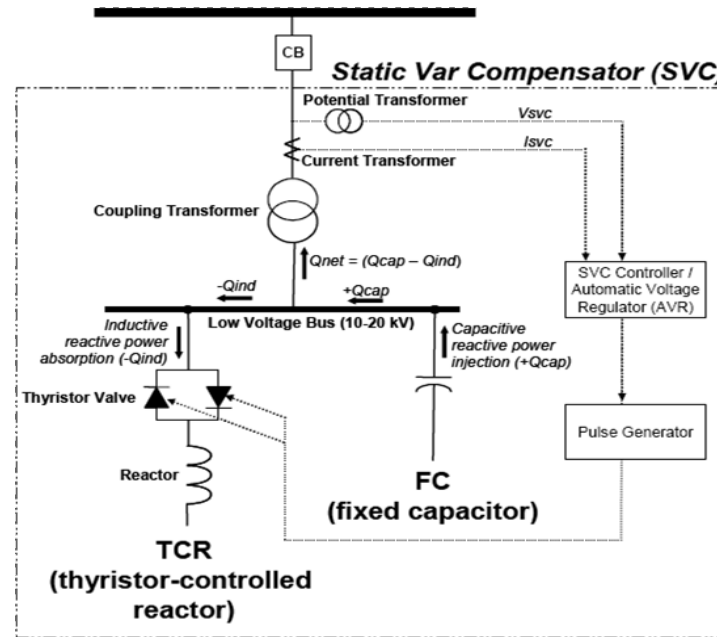 CB
Static Var Compensator (SVC)
Potential Transformer
Vsvc
Isvc
Current Transformer
Coupling Transformer
Qnet = (Qcap – Qind)
-Qind
+Qcap
SVC Controller /
Automatic Voltage
Regulator (AVR)
Low Voltage Bus (10-20 kV)
Inductive
reactive power
absorption (-Qind)
Capacitive
reactive power
injection (+Qcap)
Thyristor Valve
Pulse Generator
Reactor
FC
(fixed capacitor)
TCR
(thyristor-controlled
reactor)